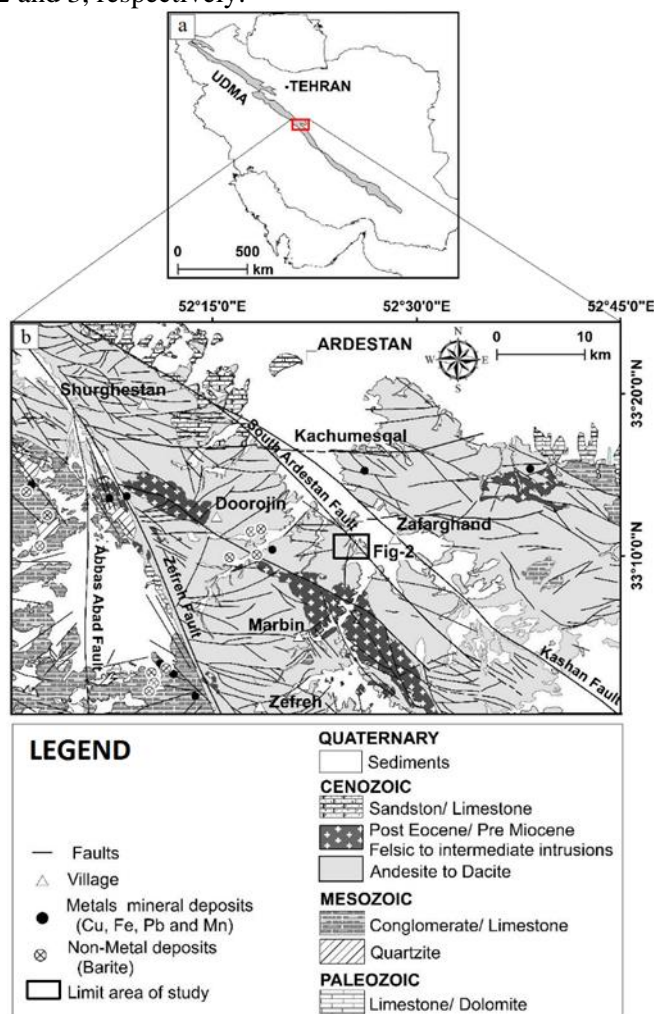 2 and 3, respectively.
a
UDMA
-TEHRAN
0 500
km
52°15'0"E 52°30'0"E 52°45'0"E
b
ARDESTAN
N
W E
S
0 10
km
33°20'0"N
Shurghestan
South Ardestan Fault
Kachumesqal
Doorojin
Zafarghand
Fig-2
33°10'0"N
Abbas Abad Fault
Zefreh Fault
Marbin
Kashan Fault
Zefreh
LEGEND
Faults
Village
Metals mineral deposits
(Cu, Fe, Pb and Mn)
Non-Metal deposits
(Barite)
Limit area of study
QUATERNARY
Sediments
CENOZOIC
Sandston/ Limestone
Post Eocene/ Pre Miocene
Felsic to intermediate intrusions
Andesite to Dacite
MESOZOIC
Conglomerate/ Limestone
Quartzite
PALEOZOIC
Limestone/ Dolomite